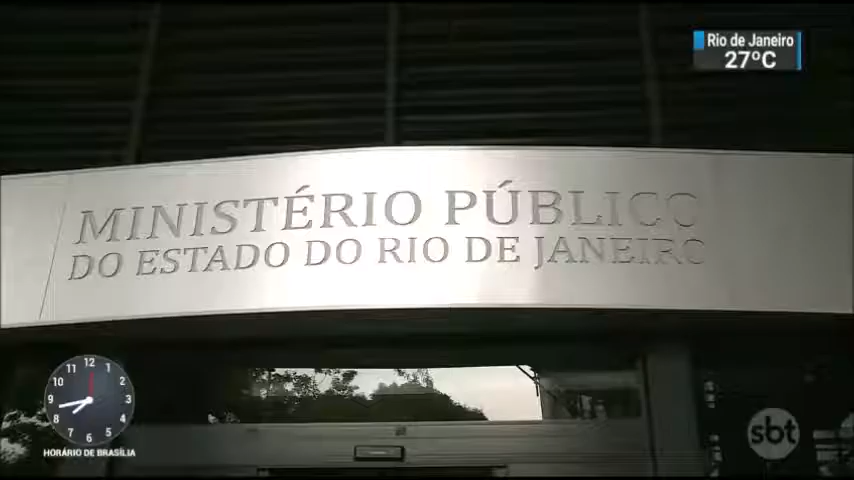 Rio de Janeiro
27ºC
MINISTÉRIO PÚBLICO
DO ESTADO DO RIO DE JANEIRO
12
11 1
10 2
9 3
8 4
7 5
6
HORÁRIO DE BRASÍLIA
sbt